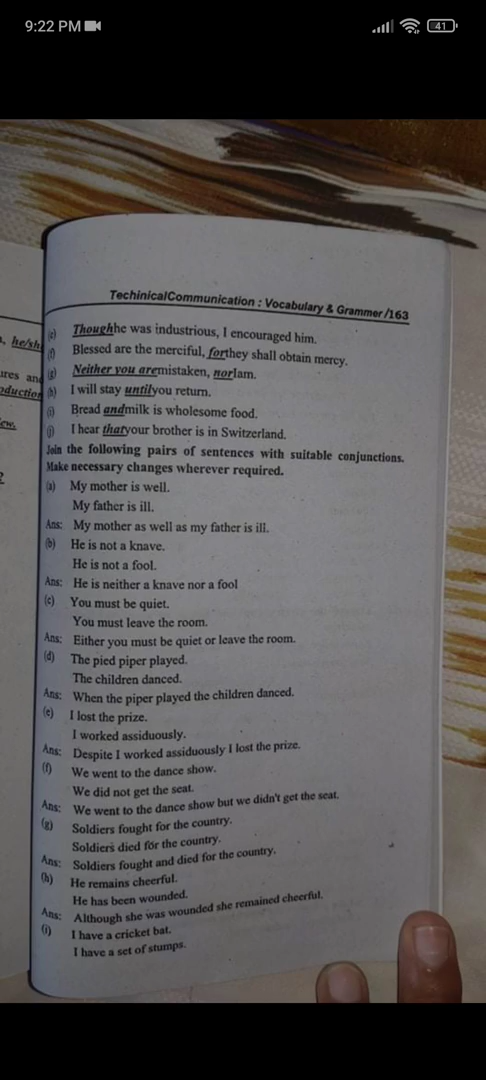 9:22 PM
41
TechinicalCommunication : Vocabulary & Grammer/163
, he/sh
ures and
oduction
ew.
?
(e) Thoughhe was industrious, I encouraged him.
(f) Blessed are the merciful, forthey shall obtain mercy.
(g) Neither you aremistaken, norIam.
(h) I will stay untilyou return.
(i) Bread andmilk is wholesome food.
(j) I hear thatyour brother is in Switzerland.
Join the following pairs of sentences with suitable conjunctions.
Make necessary changes wherever required.
(a) My mother is well.
My father is ill.
Ans: My mother as well as my father is ill.
(b) He is not a knave.
He is not a fool.
Ans: He is neither a knave nor a fool
(c) You must be quiet.
You must leave the room.
Ans: Either you must be quiet or leave the room.
(d) The pied piper played.
The children danced.
Ans: When the piper played the children danced.
(e) I lost the prize.
I worked assiduously.
Ans: Despite I worked assiduously I lost the prize.
(f) We went to the dance show.
We did not get the seat.
Ans: We went to the dance show but we didn't get the seat.
(g) Soldiers fought for the country.
Soldiers died for the country.
Ans: Soldiers fought and died for the country.
(h) He remains cheerful.
He has been wounded.
Ans: Although she was wounded she remained cheerful.
(i) I have a cricket bat.
I have a set of stumps.